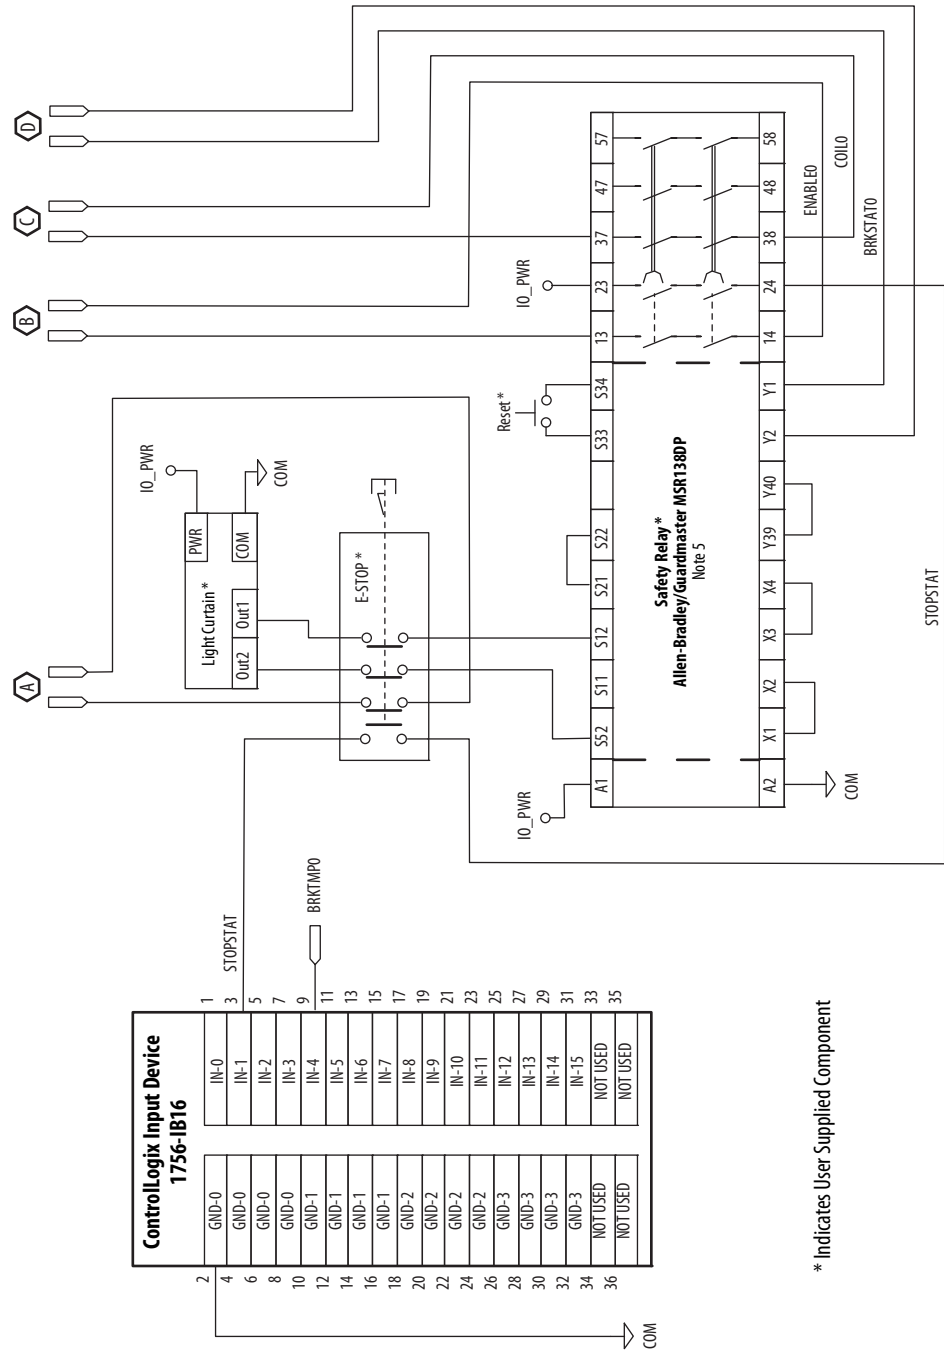 A
B
C
D
ControlLogix Input Device
1756-IB16
2 GND-0 IN-0 1
4 GND-0 IN-1 3
6 GND-0 IN-2 5
8 GND-0 IN-3 7
10 GND-1 IN-4 9
12 GND-1 IN-5 11
14 GND-1 IN-6 13
16 GND-1 IN-7 15
18 GND-2 IN-8 17
20 GND-2 IN-9 19
22 GND-2 IN-10 21
24 GND-2 IN-11 23
26 GND-3 IN-12 25
28 GND-3 IN-13 27
30 GND-3 IN-14 29
32 GND-3 IN-15 31
34 NOT USED NOT USED 33
36 NOT USED NOT USED 35
COM
STOPSTAT
BRKTMP0
Light Curtain *
PWR
COM
Out2
Out1
IO_PWR
COM
E-STOP *
IO_PWR
Reset *
IO_PWR
A1
S52
S11
S12
S21
S22
S33
S34
13
23
37
47
57
Safety Relay *
Allen-Bradley/Guardmaster MSR138DP
Note 5
A2
X1
X2
X3
X4
Y39
Y40
Y2
Y1
14
24
38
48
58
COM
ENABLE0
COIL0
BRKSTAT0
STOPSTAT
* Indicates User Supplied Component